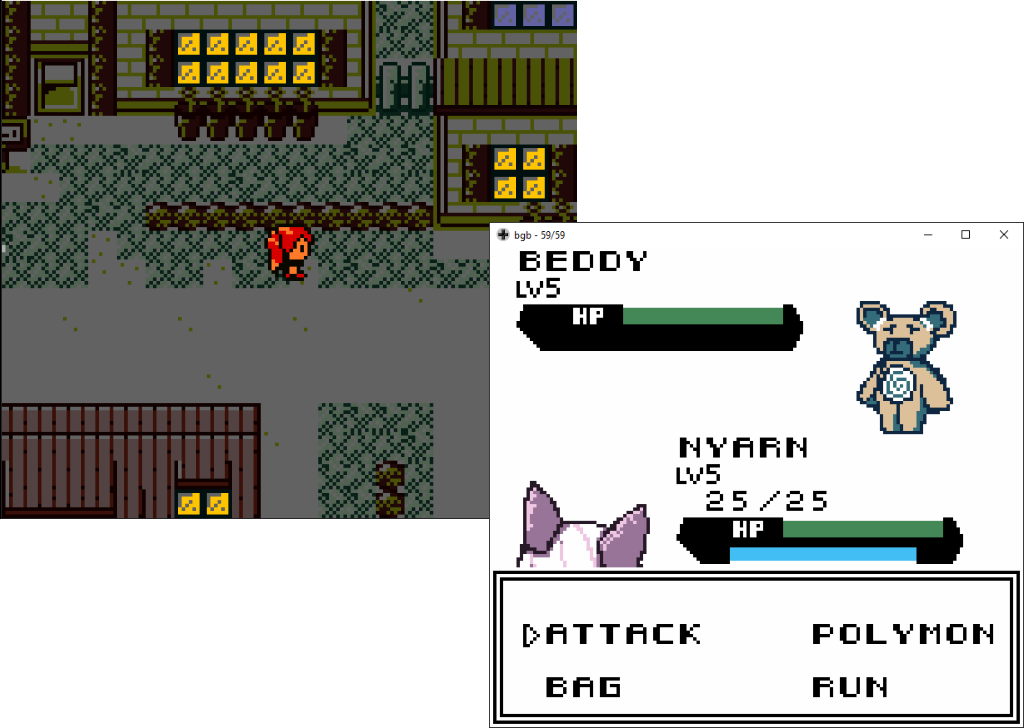 bgb - 59/59
BEDDY
LV5
HP
NYARN
LV5
25/25
HP
ATTACK POLYMON
BAG RUN